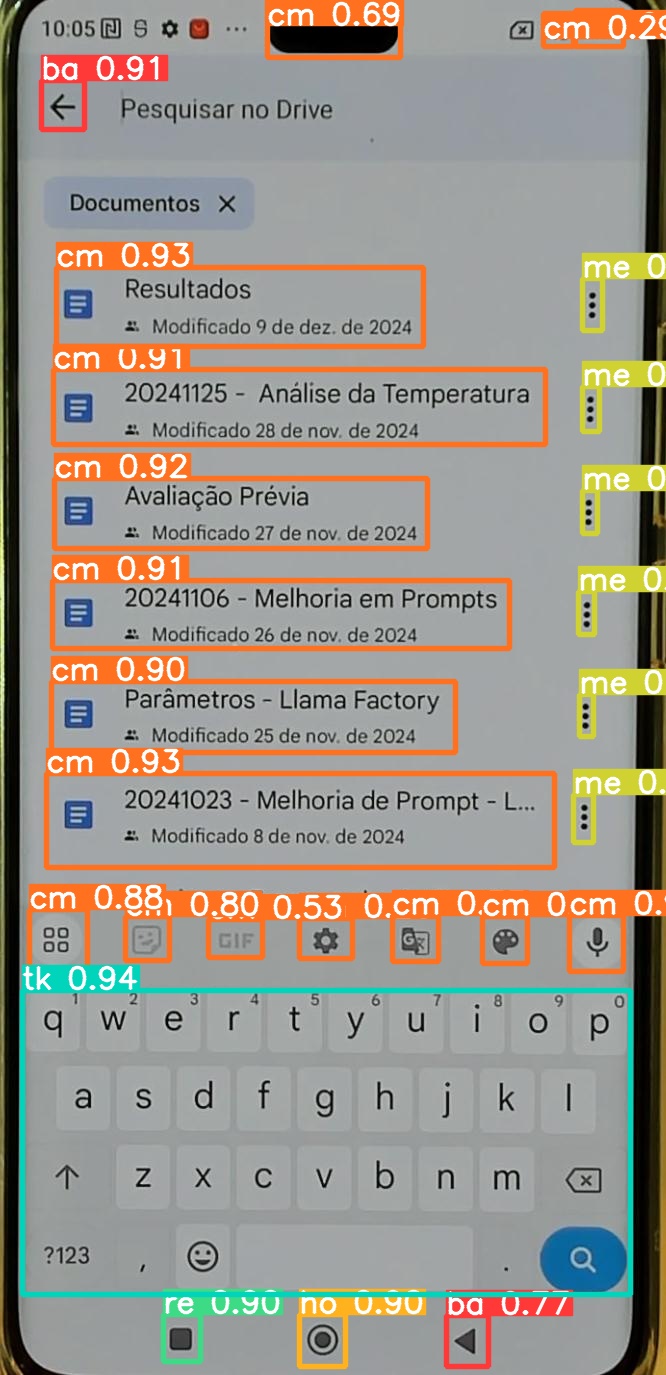 cm 0.69
cm 0.29
10:05
ba 0.91
Pesquisar no Drive
Documentos
cm 0.93
me 0
Resultados
Modificado 9 de dez. de 2024
cm 0.91
me 0
20241125 - Análise da Temperatura
Modificado 28 de nov. de 2024
cm 0.92
me 0
Avaliação Prévia
Modificado 27 de nov. de 2024
cm 0.91
me 0
20241106 - Melhoria em Prompts
Modificado 26 de nov. de 2024
cm 0.90
me 0
Parâmetros - Llama Factory
Modificado 25 de nov. de 2024
cm 0.93
me 0.
20241023 - Melhoria de Prompt - L...
Modificado 8 de nov. de 2024
cm 0.88 0.80 0.53 0. cm 0. cm 0 cm 0.
GIF G
tk 0.94
1 2 3 4 5 6 7 8 9 0
q w e r t y u i o p
a s d f g h j k l
z x c v b n m
?123 , .
re 0.90 ho 0.90 ba 0.77